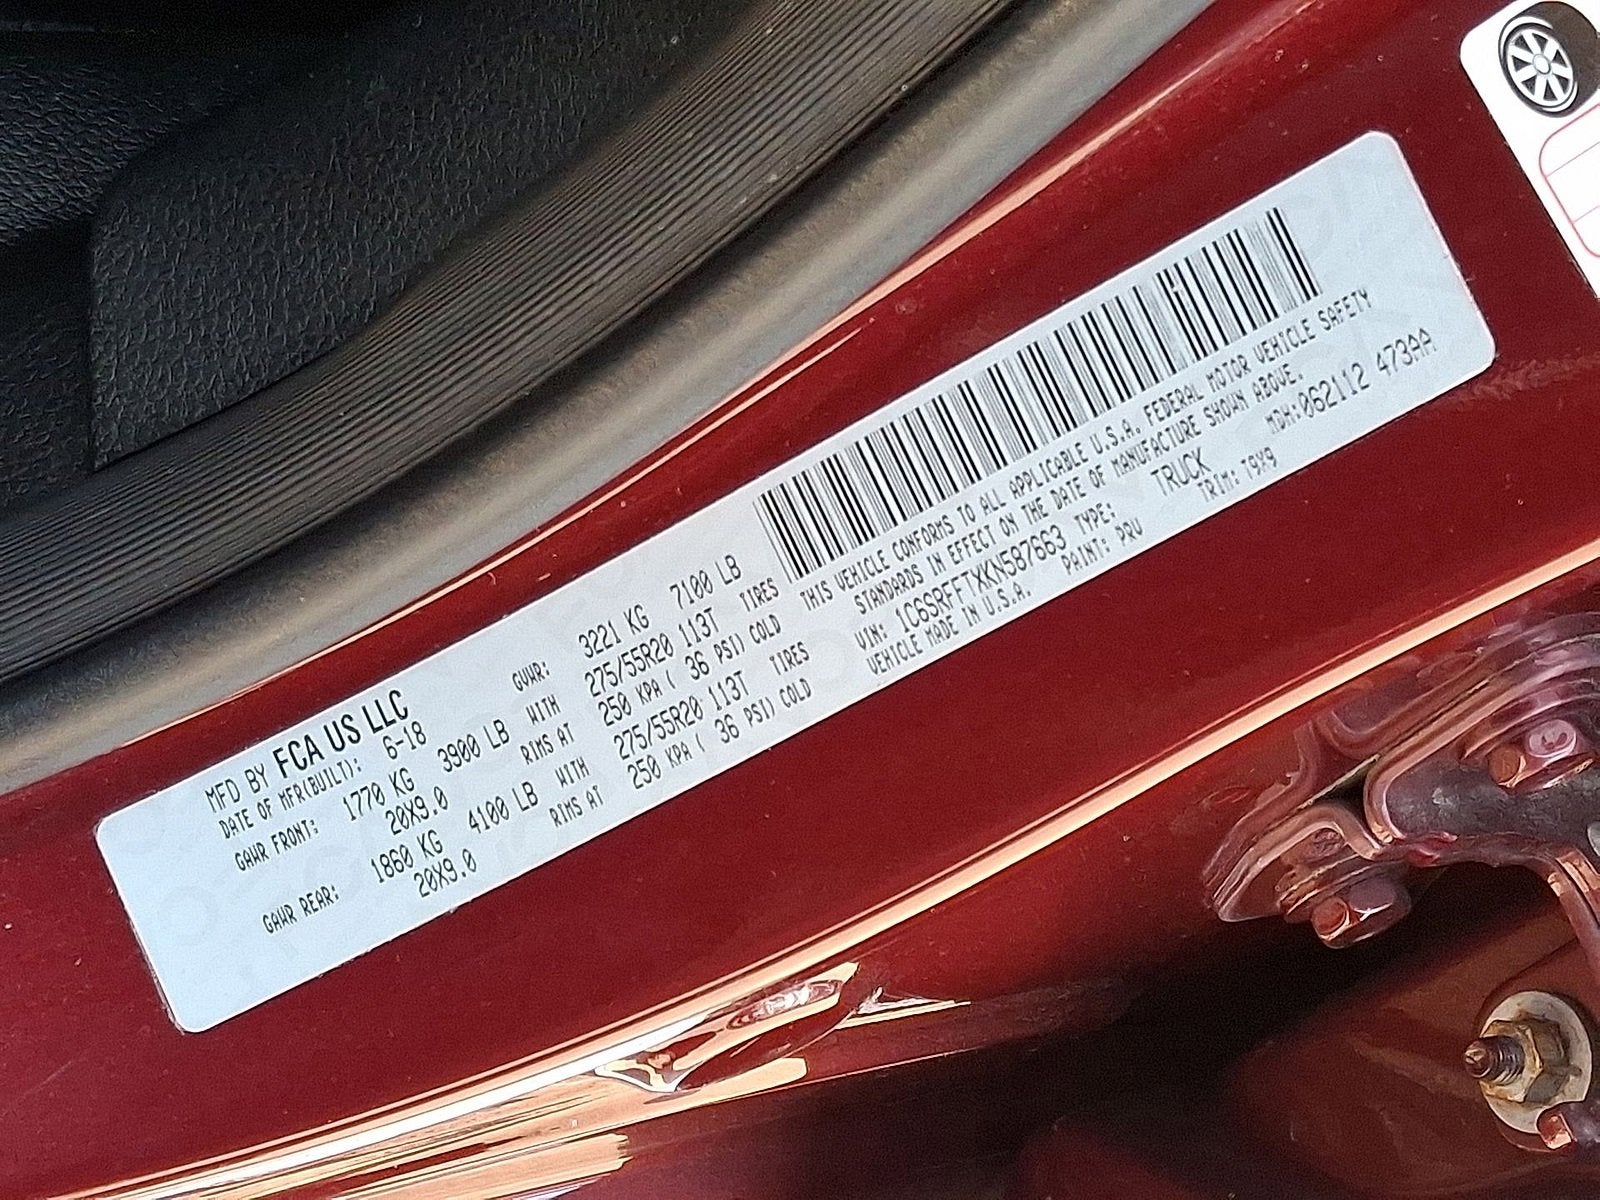 MFD BY FCA US LLC
DATE OF MFR(BUILT): 6-18 GVWR: 3221 KG 7100 LB
GAWR FRONT: 1770 KG 3900 LB WITH 275/55R20 113T TIRES
20X9.0 RIMS AT 250 KPA ( 36 PSI) COLD
GAWR REAR: 1860 KG 4100 LB WITH 275/55R20 113T TIRES
20X9.0 RIMS AT 250 KPA ( 36 PSI) COLD
THIS VEHICLE CONFORMS TO ALL APPLICABLE U.S.A. FEDERAL MOTOR VEHICLE SAFETY
STANDARDS IN EFFECT ON THE DATE OF MANUFACTURE SHOWN ABOVE.
VIN: 1C6SRFFTXKN587663 TYPE: TRUCK MDH:062112 473AA
VEHICLE MADE IN U.S.A. PAINT: PRV TRIM: T9X9